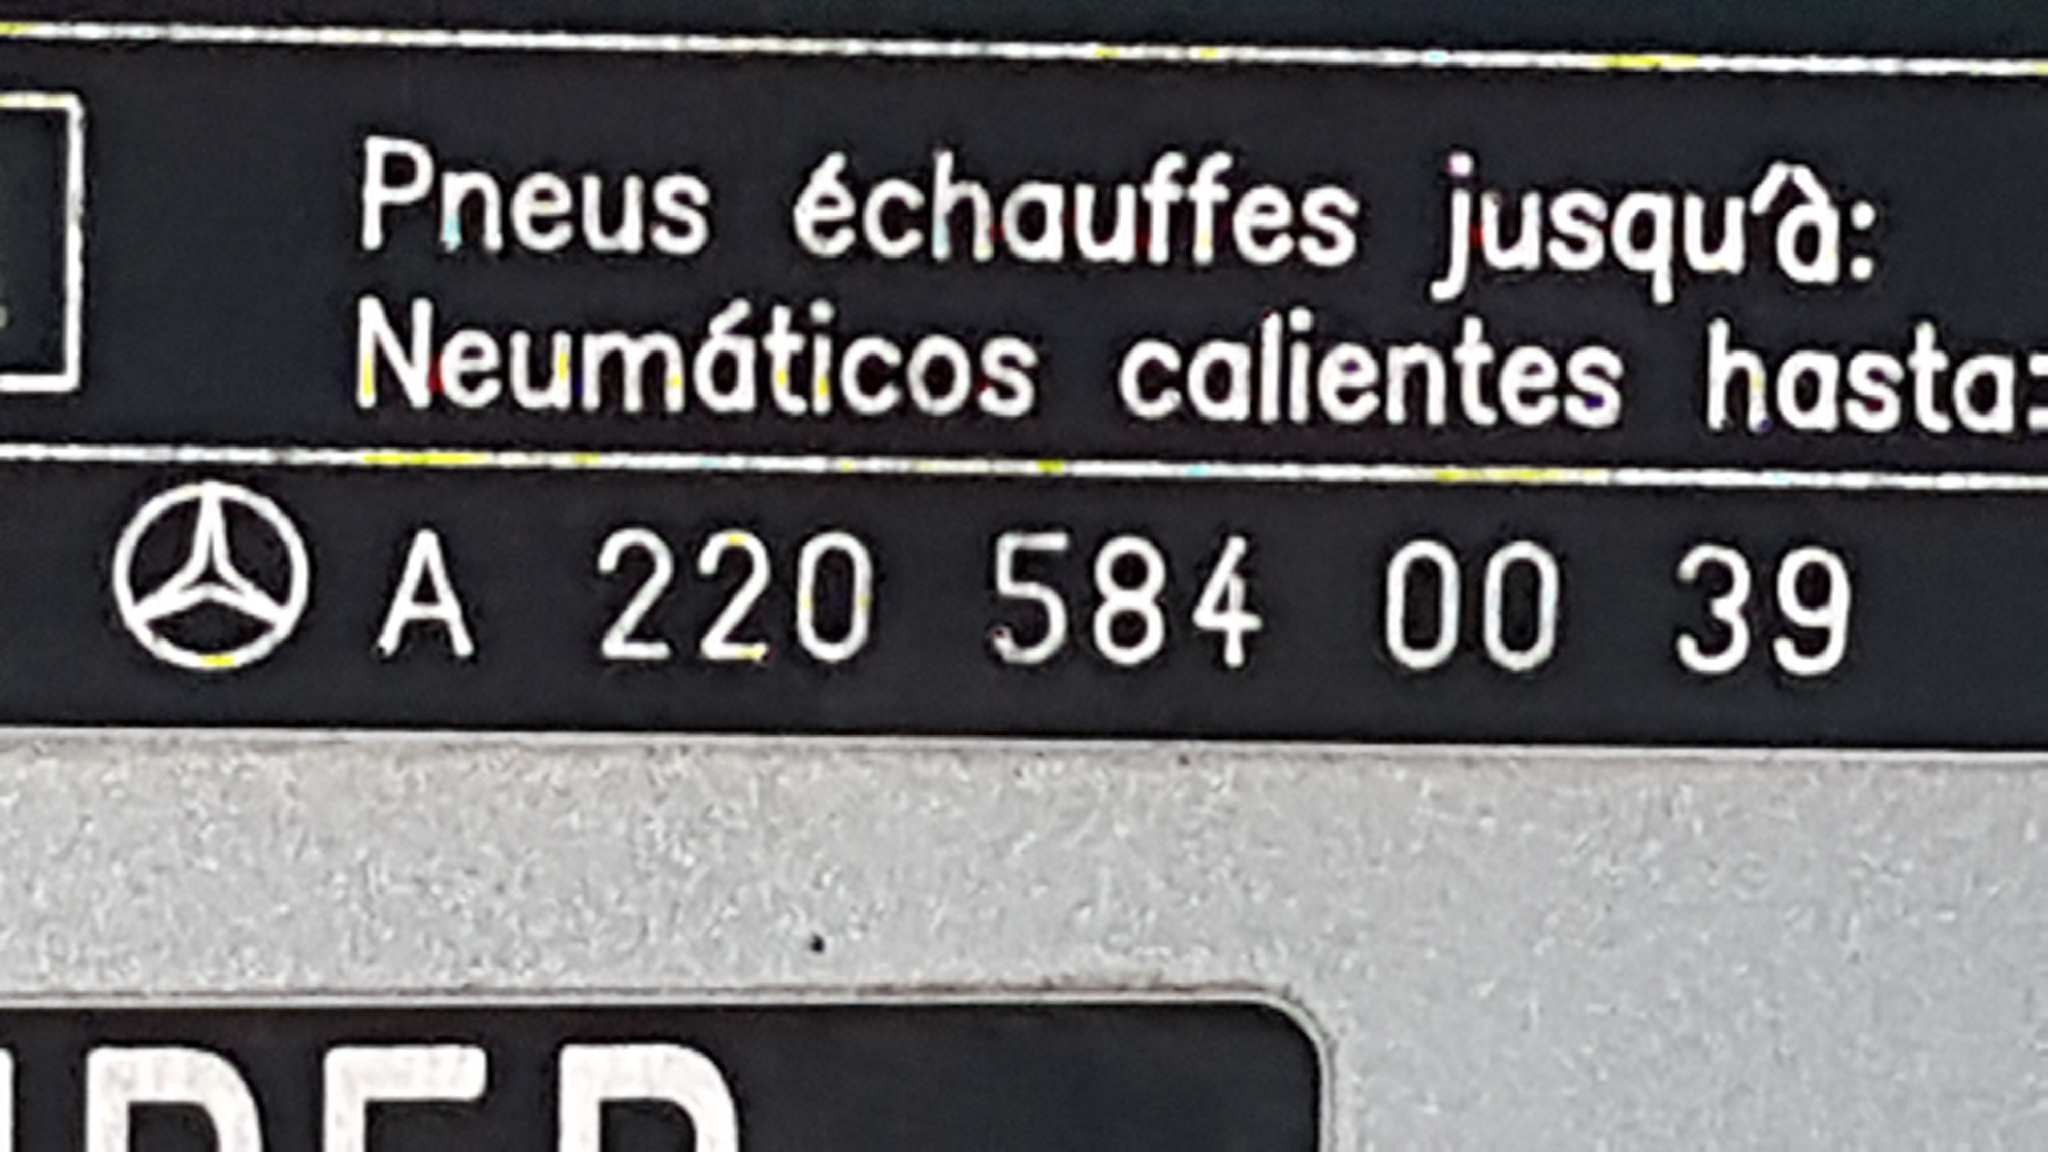 Pneus échauffes jusqu'à:
Neumáticos calientes hasta:
A 220 584 00 39